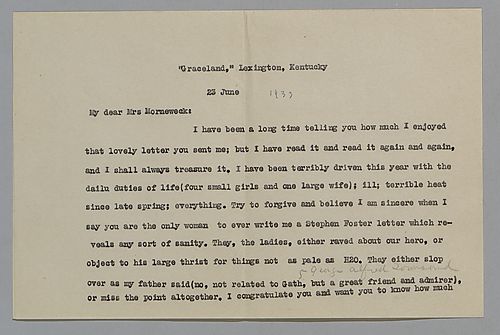 "Graceland," Lexington, Kentucky
23 June 1933
My dear Mrs Morneweck:
I have been a long time telling you how much I enjoyed
that lovely letter you sent me; but I have read it and read it again and again,
and I shall always treasure it. I have been terribly driven this year with the
dailu duties of life(four small girls and one large wife); ill; terrible heat
since late spring; everything. Try to forgive and believe I am sincere when I
say you are the only woman to ever write me a Stephen Foster letter which re-
veals any sort of sanity. They, the ladies, either raved about our hero, or
object to his large thrist for things not as pale as H2O. They either slop
George Alfred Townsend
over as my father said(no, not related to Gath, but a great friend and admirer),
or miss the point altogether. I congratulate you and want you to know how much